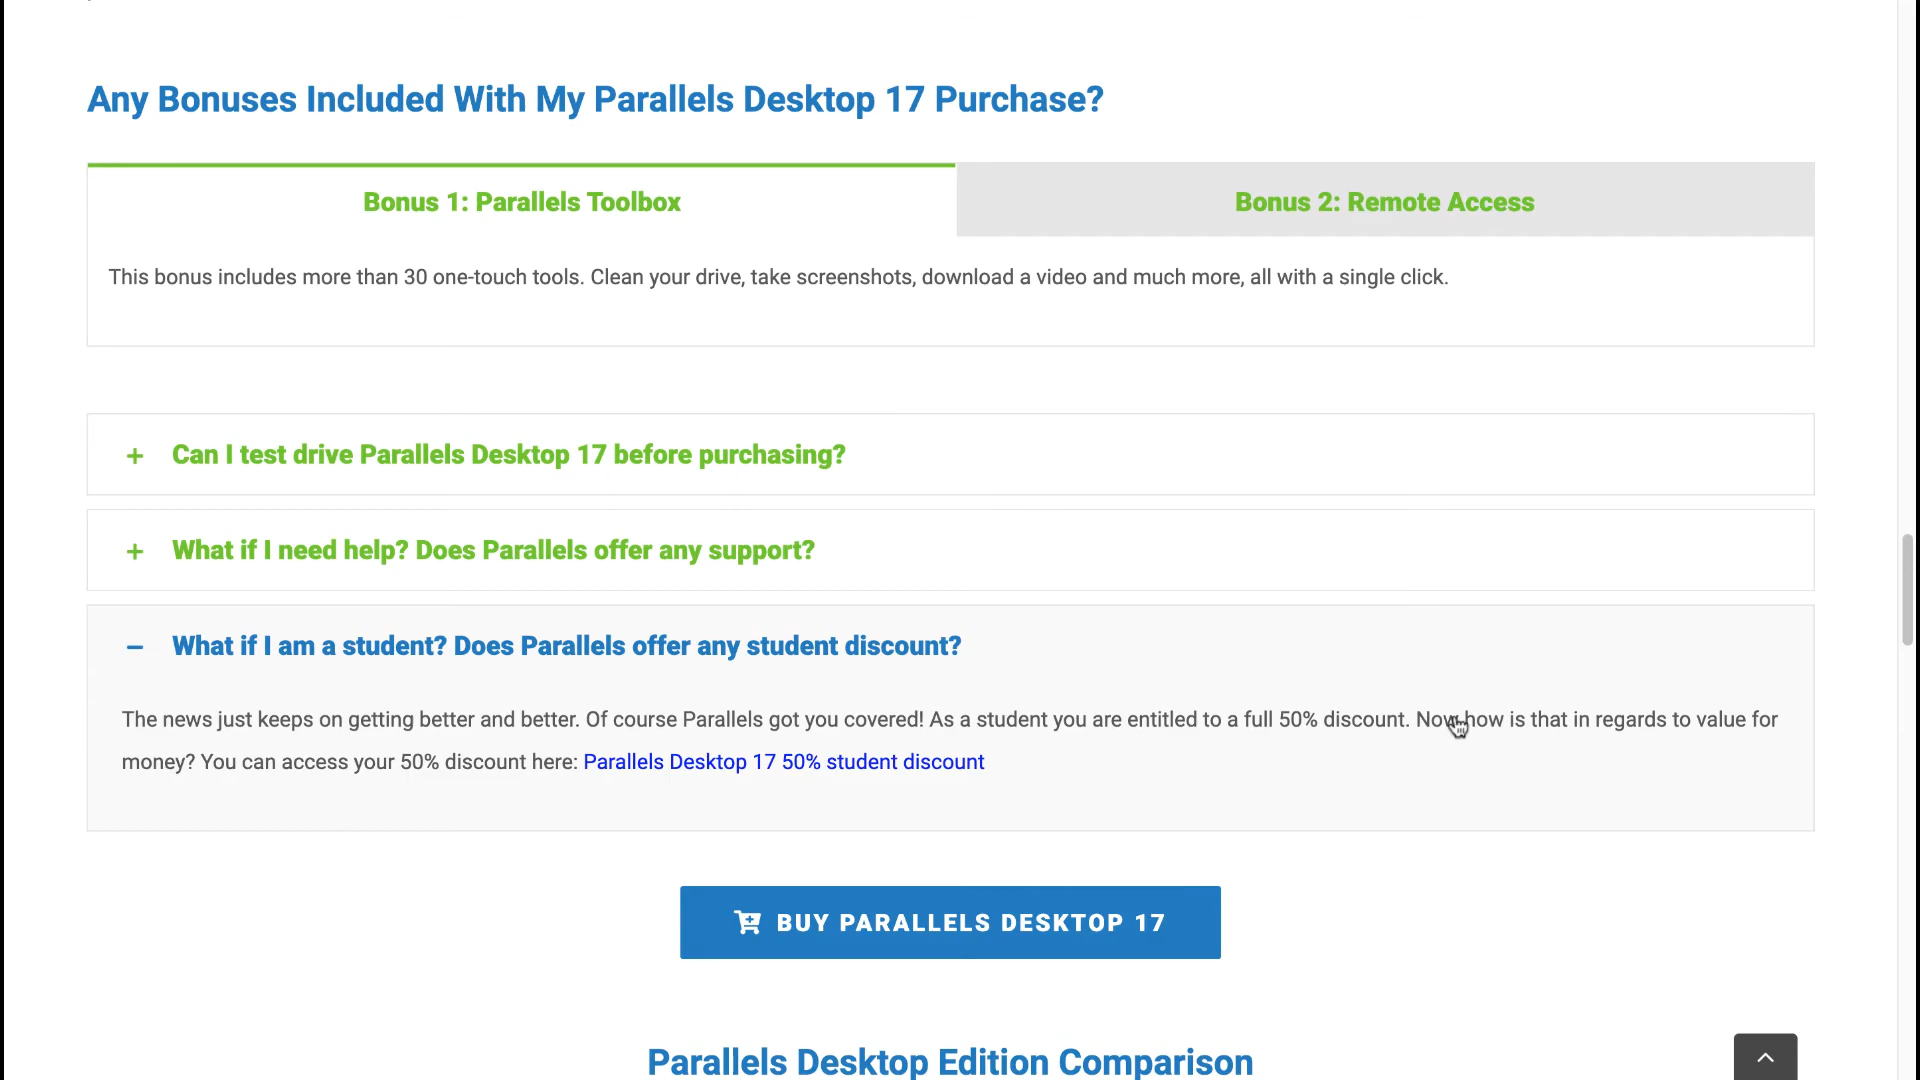 Any Bonuses Included With My Parallels Desktop 17 Purchase?
Bonus 1: Parallels Toolbox
Bonus 2: Remote Access
This bonus includes more than 30 one-touch tools. Clean your drive, take screenshots, download a video and much more, all with a single click.
+ Can I test drive Parallels Desktop 17 before purchasing?
+ What if I need help? Does Parallels offer any support?
− What if I am a student? Does Parallels offer any student discount?
The news just keeps on getting better and better. Of course Parallels got you covered! As a student you are entitled to a full 50% discount. Now how is that in regards to value for
money? You can access your 50% discount here: Parallels Desktop 17 50% student discount
BUY PARALLELS DESKTOP 17
Parallels Desktop Edition Comparison